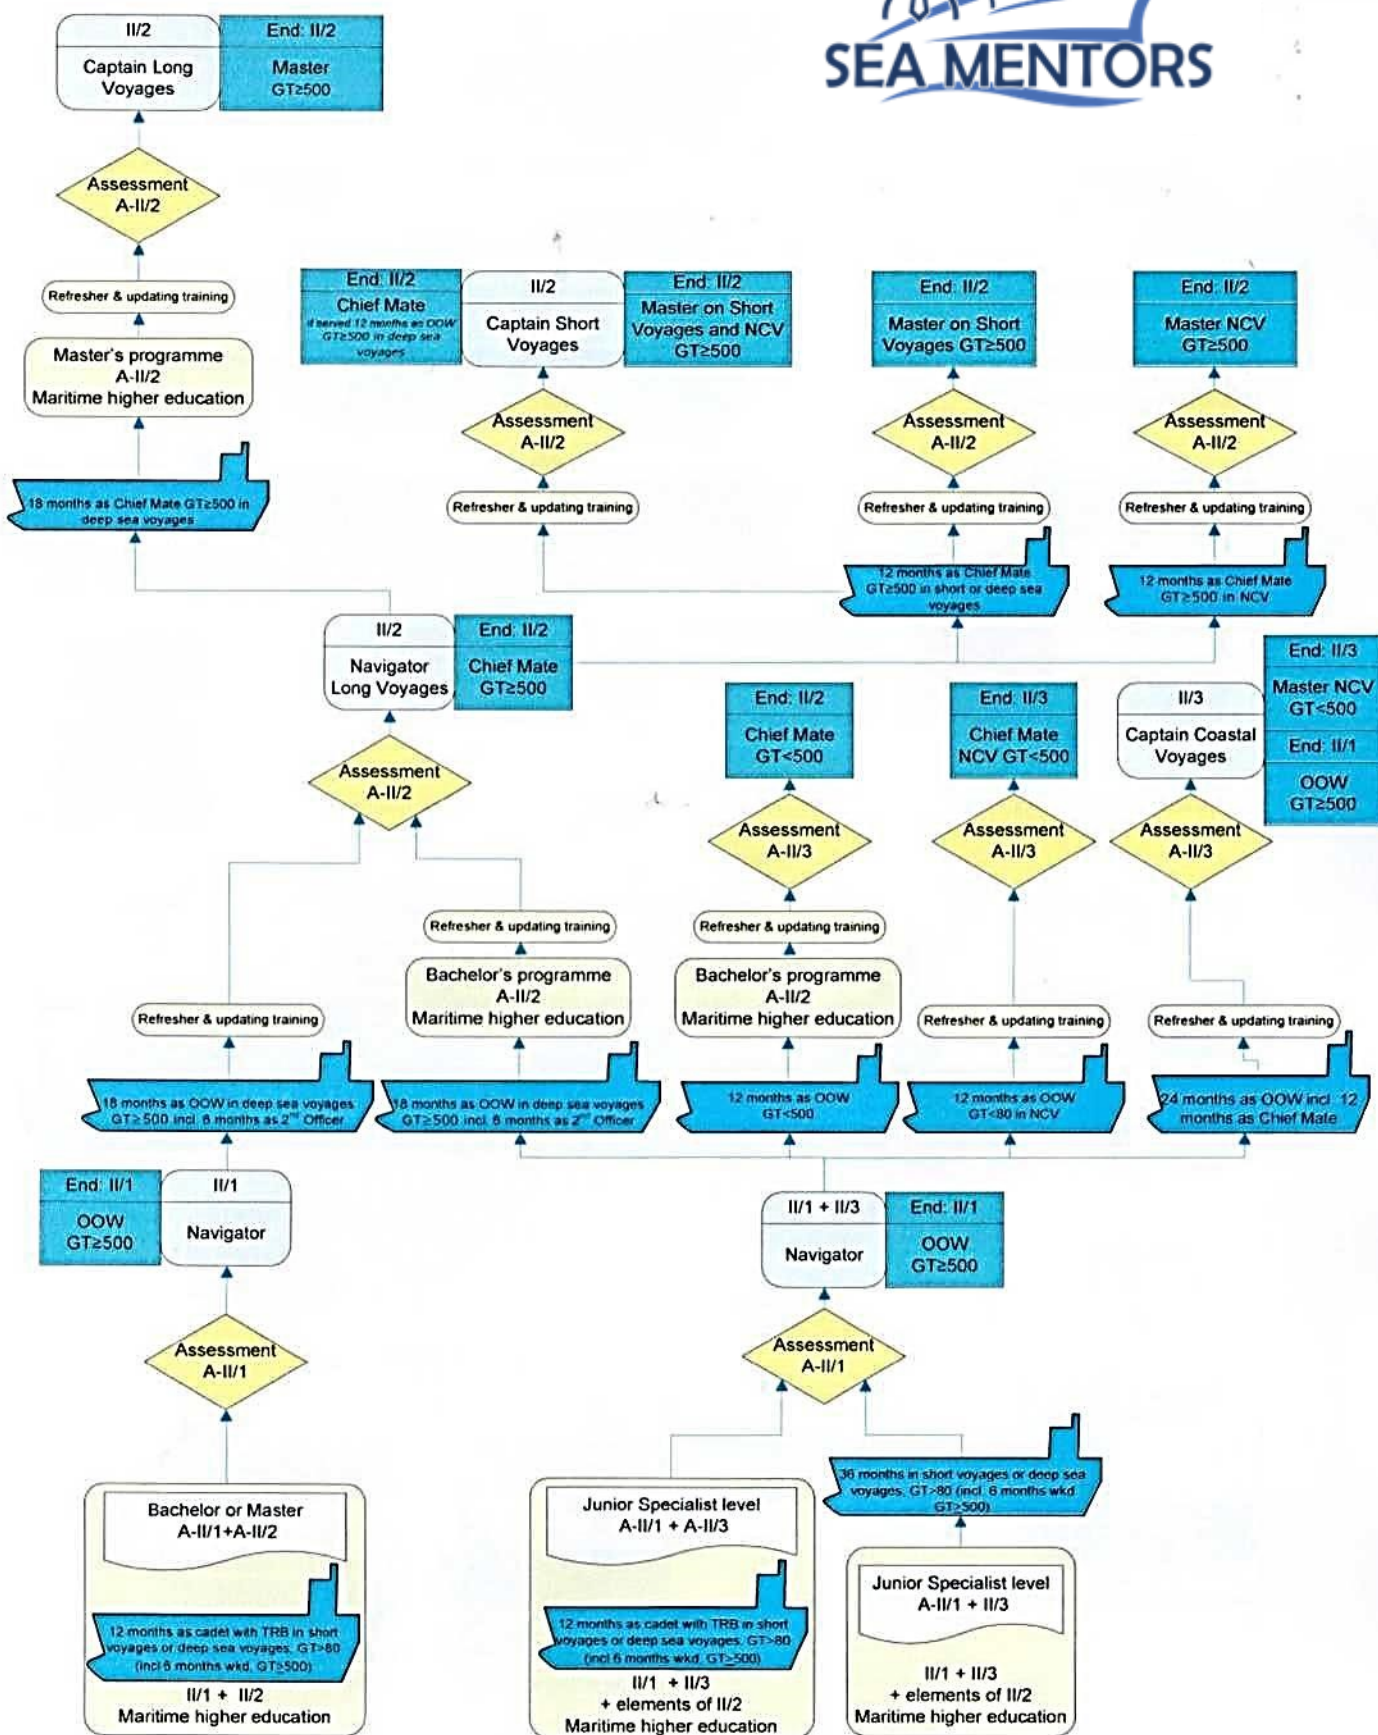 SEA MENTORS
II/2
Captain Long
Voyages
End: II/2
Master
GT≥500
Assessment
A-II/2
Refresher & updating training
Master's programme
A-II/2
Maritime higher education
18 months as Chief Mate GT≥500 in
deep sea voyages
End: II/2
Chief Mate
if served 12 months as OOW
GT≥500 in deep sea
voyages
II/2
Captain Short
Voyages
End: II/2
Master on Short
Voyages and NCV
GT≥500
End: II/2
Master on Short
Voyages GT≥500
End: II/2
Master NCV
GT≥500
Assessment
A-II/2
Assessment
A-II/2
Assessment
A-II/2
Refresher & updating training
Refresher & updating training
Refresher & updating training
12 months as Chief Mate
GT≥500 in short or deep sea
voyages
12 months as Chief Mate
GT≥500 in NCV
II/2
Navigator
Long Voyages
End: II/2
Chief Mate
GT≥500
End: II/2
Chief Mate
GT<500
End: II/3
Chief Mate
NCV GT<500
II/3
Captain Coastal
Voyages
End: II/3
Master NCV
GT<500
End: II/1
OOW
GT≥500
Assessment
A-II/2
Assessment
A-II/3
Assessment
A-II/3
Assessment
A-II/3
Refresher & updating training
Refresher & updating training
Bachelor's programme
A-II/2
Maritime higher education
Bachelor's programme
A-II/2
Maritime higher education
Refresher & updating training
Refresher & updating training
Refresher & updating training
18 months as OOW in deep sea voyages
GT≥500 incl. 6 months as 2nd Officer
18 months as OOW in deep sea voyages
GT≥500 incl. 6 months as 2nd Officer
12 months as OOW
GT<500
12 months as OOW
GT<80 in NCV
24 months as OOW incl. 12
months as Chief Mate
End: II/1
OOW
GT≥500
II/1
Navigator
II/1 + II/3
Navigator
End: II/1
OOW
GT≥500
Assessment
A-II/1
Assessment
A-II/1
36 months in short voyages or deep sea
voyages, GT>80 (incl. 6 months wkd.
GT≥500)
Bachelor or Master
A-II/1+A-II/2
12 months as cadet with TRB in short
voyages or deep sea voyages, GT>80
(incl 6 months wkd. GT≥500)
II/1 + II/2
Maritime higher education
Junior Specialist level
A-II/1 + A-II/3
12 months as cadet with TRB in short
voyages or deep sea voyages, GT>80
(incl 6 months wkd. GT≥500)
II/1 + II/3
+ elements of II/2
Maritime higher education
Junior Specialist level
A-II/1 + II/3
II/1 + II/3
+ elements of II/2
Maritime higher education